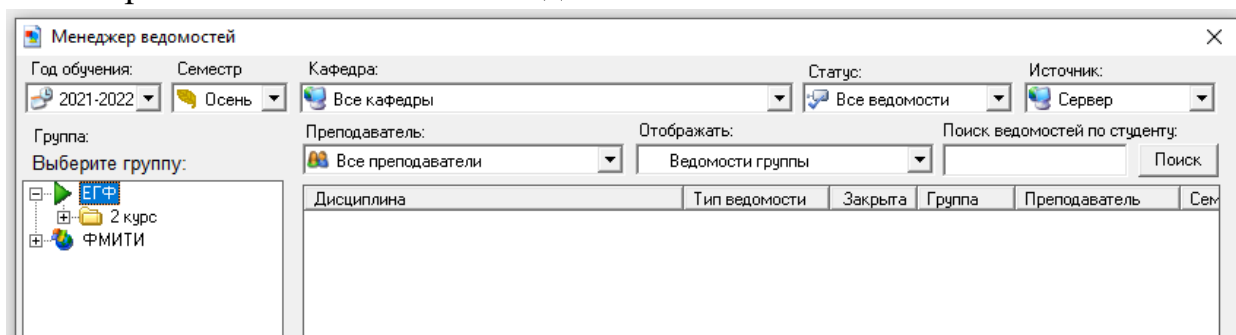 Менеджер ведомостей
Год обучения: Семестр Кафедра: Статус: Источник:
2021-2022 Осень Все кафедры Все ведомости Сервер
Группа: Преподаватель: Отображать: Поиск ведомостей по студенту:
Выберите группу: Все преподаватели Ведомости группы Поиск
ЕГФ Дисциплина Тип ведомости Закрыта Группа Преподаватель Сем
2 курс
ФМИТИ